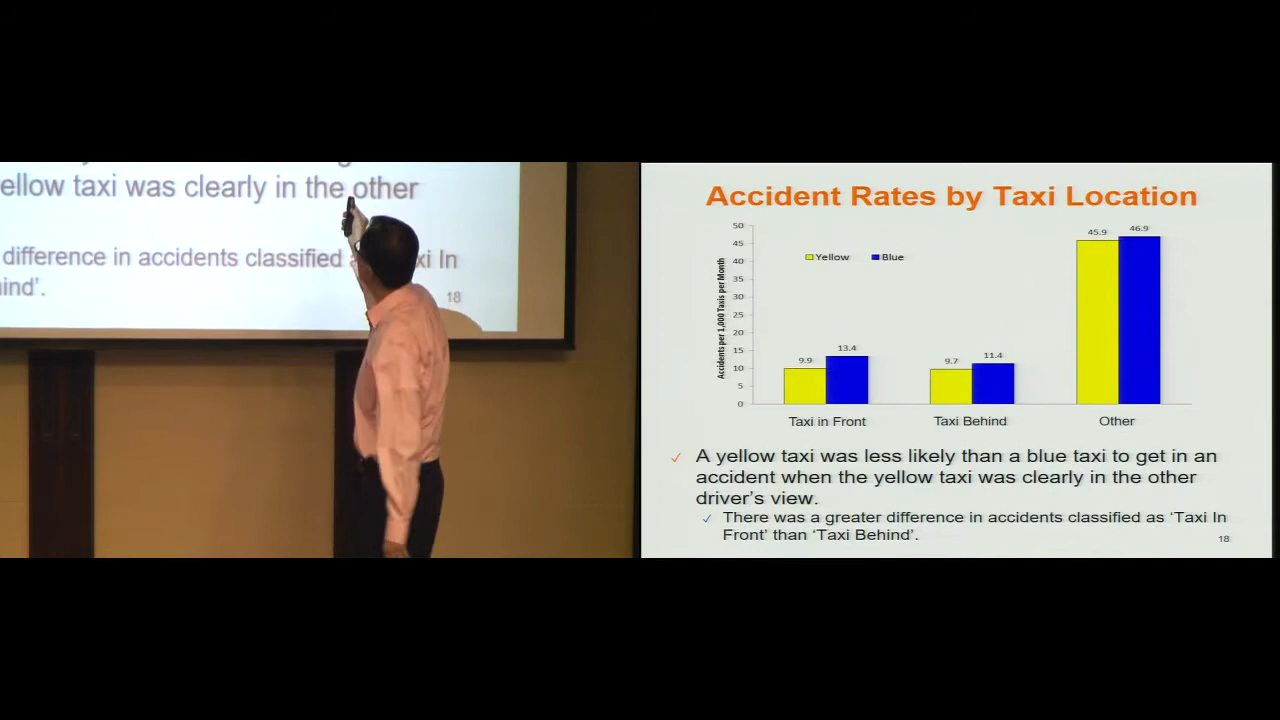 ellow taxi was clearly in the other
difference in accidents classified
xi In
ind'.
18
Accident Rates by Taxi Location
Accidents per 1,000 Taxis per Month
50
45
40
35
30
25
20
15
10
5
0
Yellow
Blue
9.9
13.4
9.7
11.4
45.9
46.9
Taxi in Front
Taxi Behind
Other
✓ A yellow taxi was less likely than a blue taxi to get in an
accident when the yellow taxi was clearly in the other
driver's view.
✓ There was a greater difference in accidents classified as 'Taxi In
Front' than 'Taxi Behind'.
18